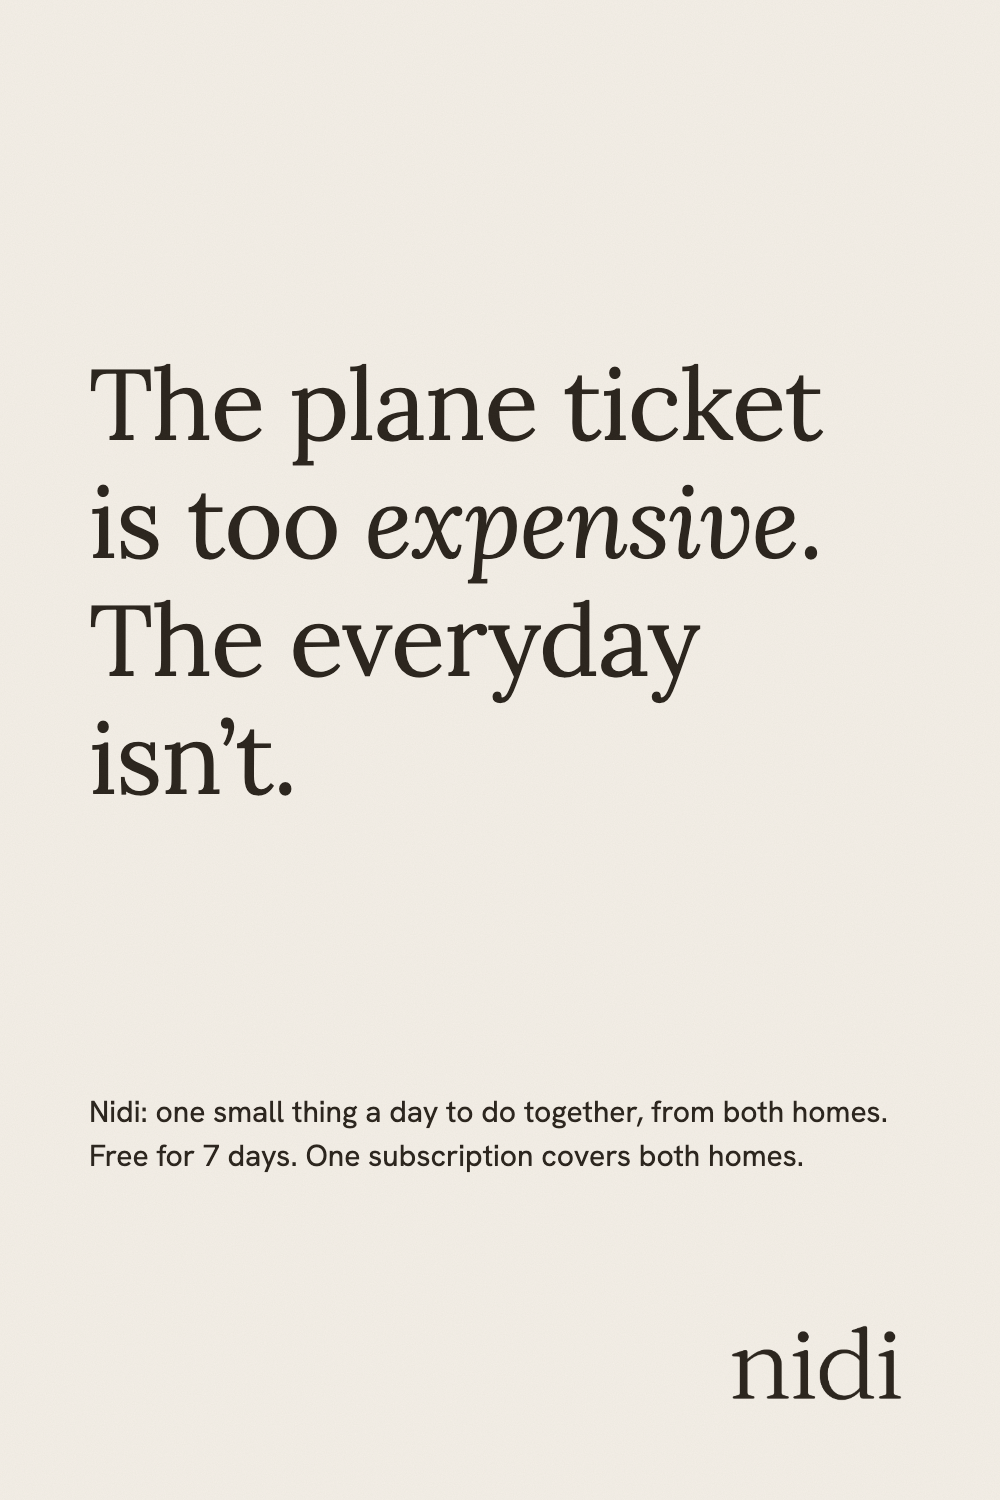 The plane ticket
is too expensive.
The everyday
isn’t.
Nidi: one small thing a day to do together, from both homes.
Free for 7 days. One subscription covers both homes.
nidi